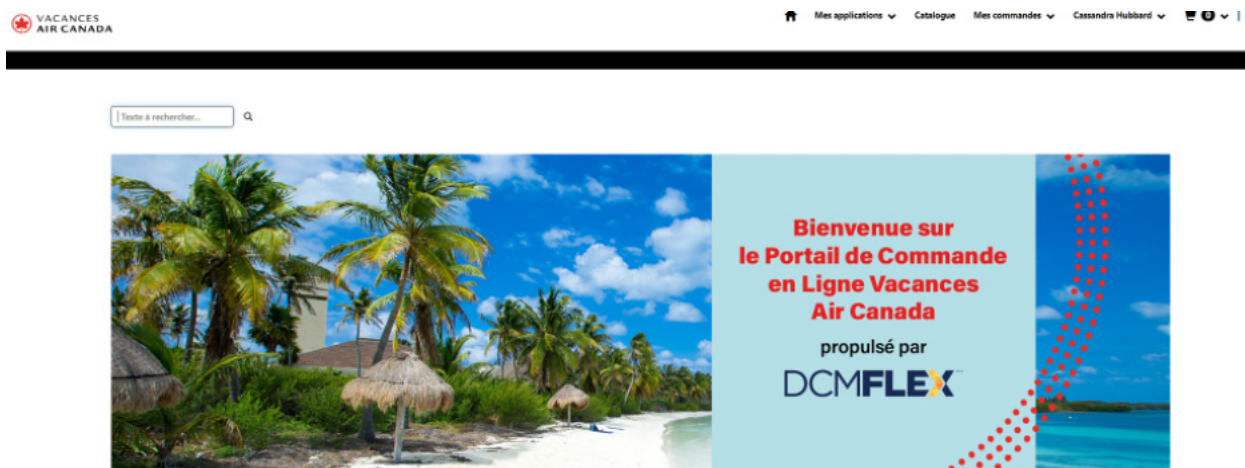 VACANCES
AIR CANADA
Mes applications
Catalogue
Mes commandes
Cassandra Hubbard
0
Texte à rechercher...
Bienvenue sur
le Portail de Commande
en Ligne Vacances
Air Canada
propulsé par
DCMFLEX